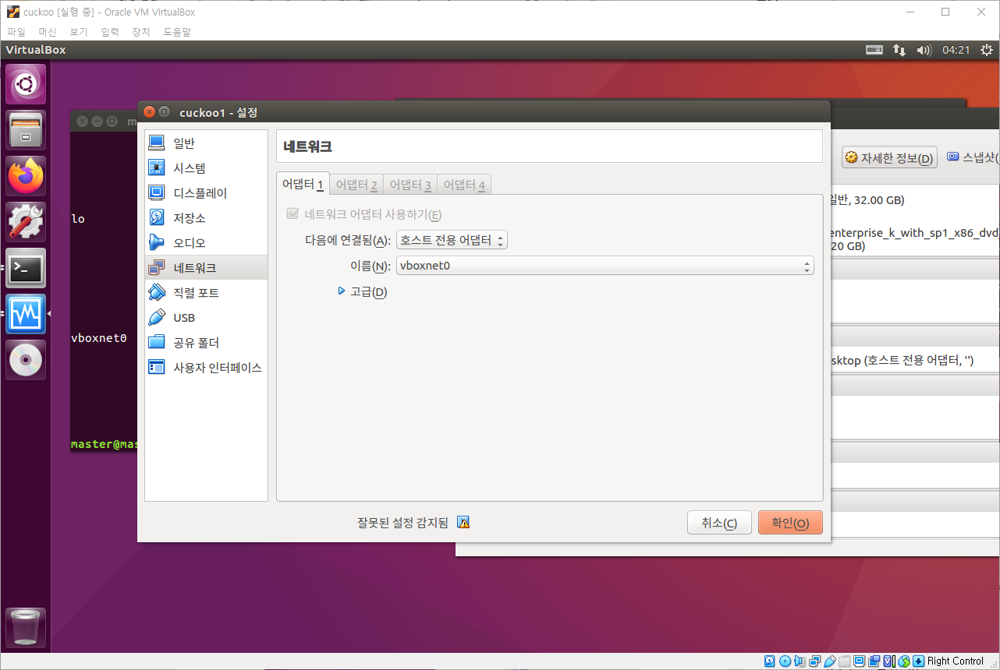 cuckoo [실행 중] - Oracle VM VirtualBox
파일 머신 보기 입력 장치 도움말
VirtualBox
04:21
cuckoo1 - 설정
일반
시스템
디스플레이
저장소
오디오
네트워크
직렬 포트
USB
공유 폴더
사용자 인터페이스
네트워크
어댑터 1 어댑터 2 어댑터 3 어댑터 4
네트워크 어댑터 사용하기(E)
다음에 연결됨(A): 호스트 전용 어댑터
이름(N): vboxnet0
고급(D)
잘못된 설정 감지됨
취소(C) 확인(O)
m
lo
vboxnet0
master@mas
자세한 정보(D) 스냅샷(
일반, 32.00 GB)
enterprise_k_with_sp1_x86_dvd_
20 GB)
sktop (호스트 전용 어댑터, '')
Right Control